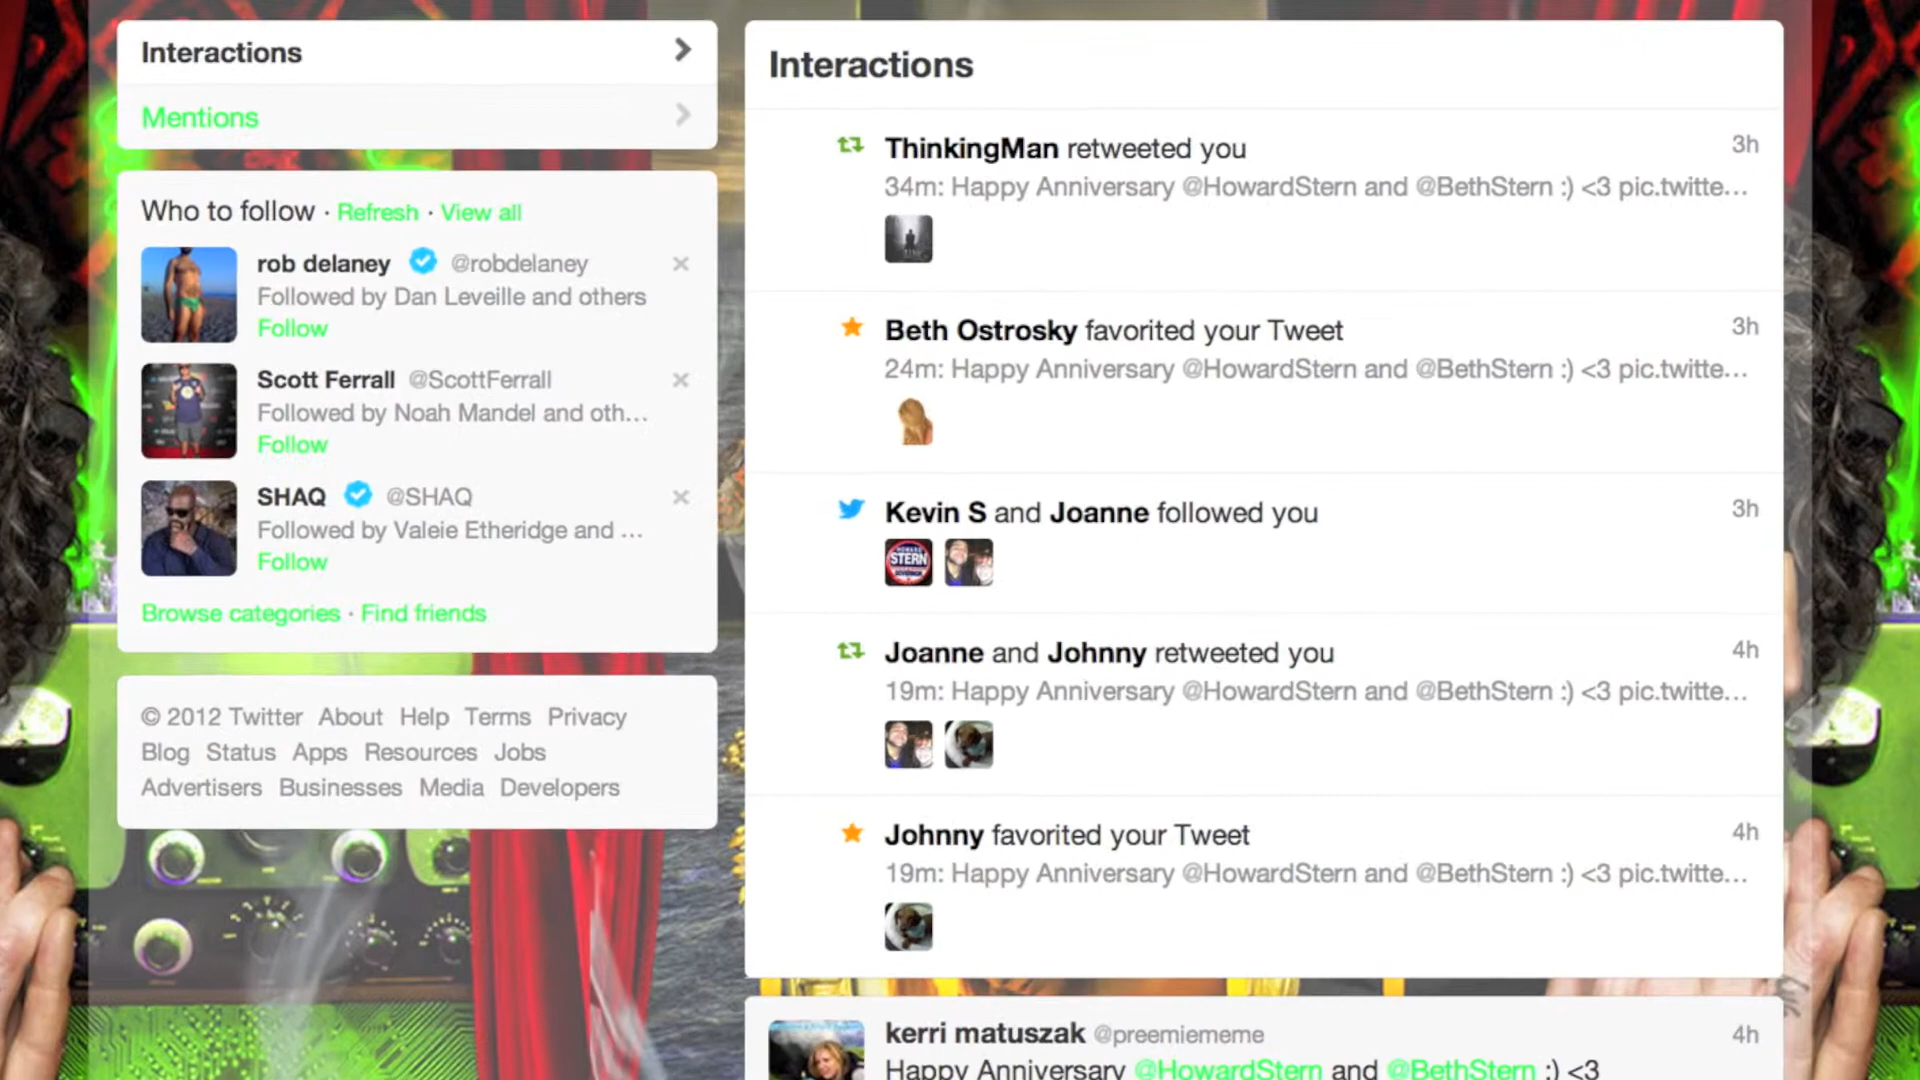 Interactions
Mentions
Who to follow · Refresh · View all
rob delaney @robdelaney
Followed by Dan Leveille and others
Follow
Scott Ferrall @ScottFerrall
Followed by Noah Mandel and oth...
Follow
SHAQ @SHAQ
Followed by Valeie Etheridge and ...
Follow
Browse categories · Find friends
© 2012 Twitter About Help Terms Privacy
Blog Status Apps Resources Jobs
Advertisers Businesses Media Developers
Interactions
ThinkingMan retweeted you 3h
34m: Happy Anniversary @HowardStern and @BethStern :) <3 pic.twitte...
Beth Ostrosky favorited your Tweet 3h
24m: Happy Anniversary @HowardStern and @BethStern :) <3 pic.twitte...
Kevin S and Joanne followed you 3h
STERN
Joanne and Johnny retweeted you 4h
19m: Happy Anniversary @HowardStern and @BethStern :) <3 pic.twitte...
Johnny favorited your Tweet 4h
19m: Happy Anniversary @HowardStern and @BethStern :) <3 pic.twitte...
kerri matuszak @preemiememe 4h
Happy Anniversary @HowardStern and @BethStern :) <3